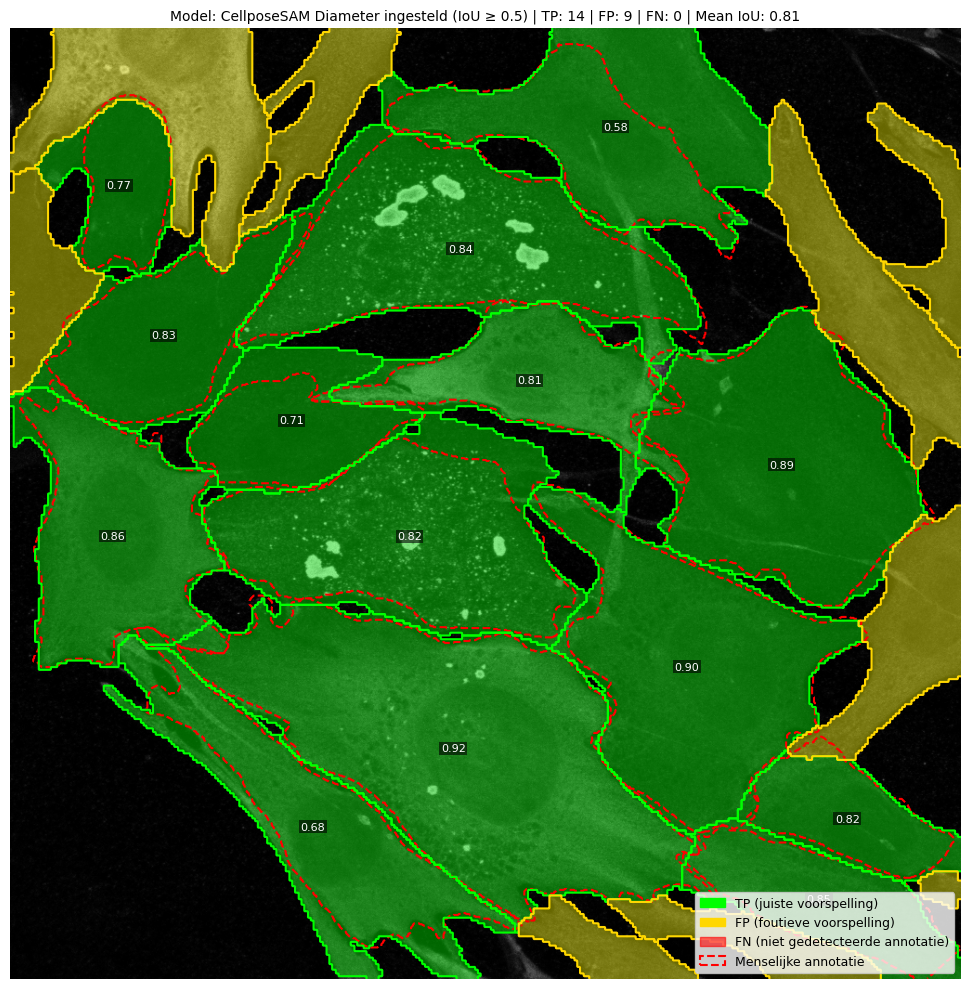 Model: CellposeSAM Diameter ingesteld (IoU ≥ 0.5) | TP: 14 | FP: 9 | FN: 0 | Mean IoU: 0.81
0.58
0.77
0.84
0.83
0.81
0.71
0.89
0.86
0.82
0.90
0.92
0.82
0.68
TP (juiste voorspelling)
FP (foutieve voorspelling)
FN (niet gedetecteerde annotatie)
Menselijke annotatie